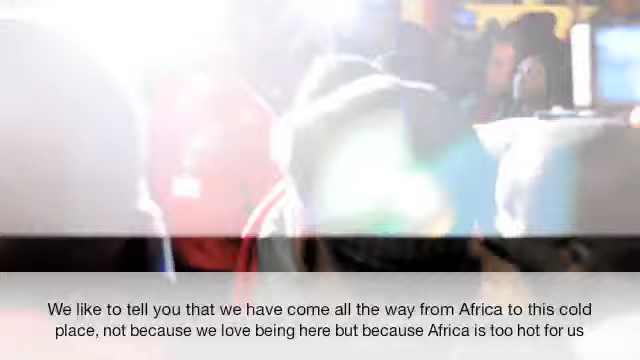 We like to tell you that we have come all the way from Africa to this cold
place, not because we love being here but because Africa is too hot for us